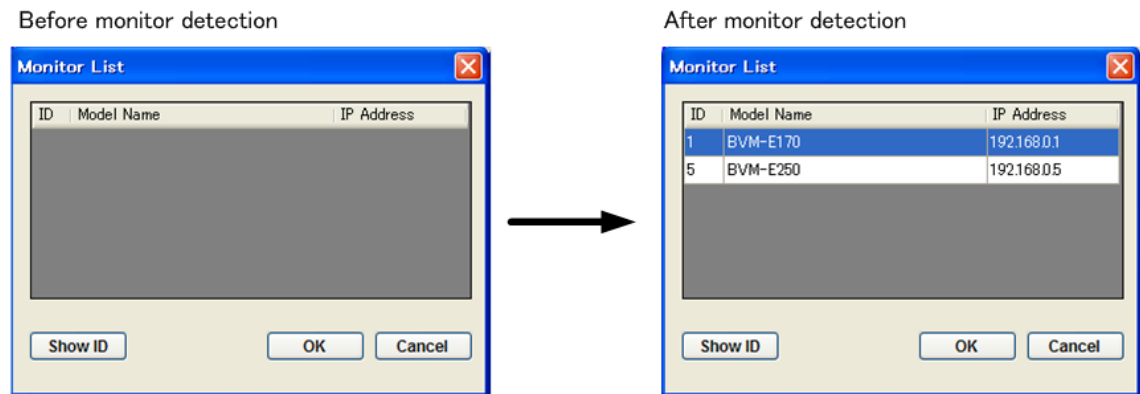 Before monitor detection
Monitor List
ID Model Name IP Address
Show ID OK Cancel
After monitor detection
Monitor List
ID Model Name IP Address
1 BVM-E170 192.168.0.1
5 BVM-E250 192.168.0.5
Show ID OK Cancel